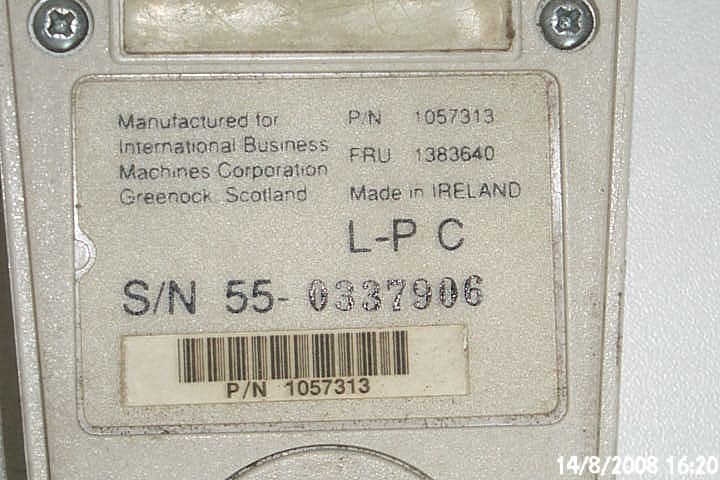 Manufactured for
International Business
Machines Corporation
Greenock Scotland
P/N 1057313
FRU 1383640
Made in IRELAND
L-P C
S/N 55- 0337906
P/N 1057313
14/8/2008 16:20